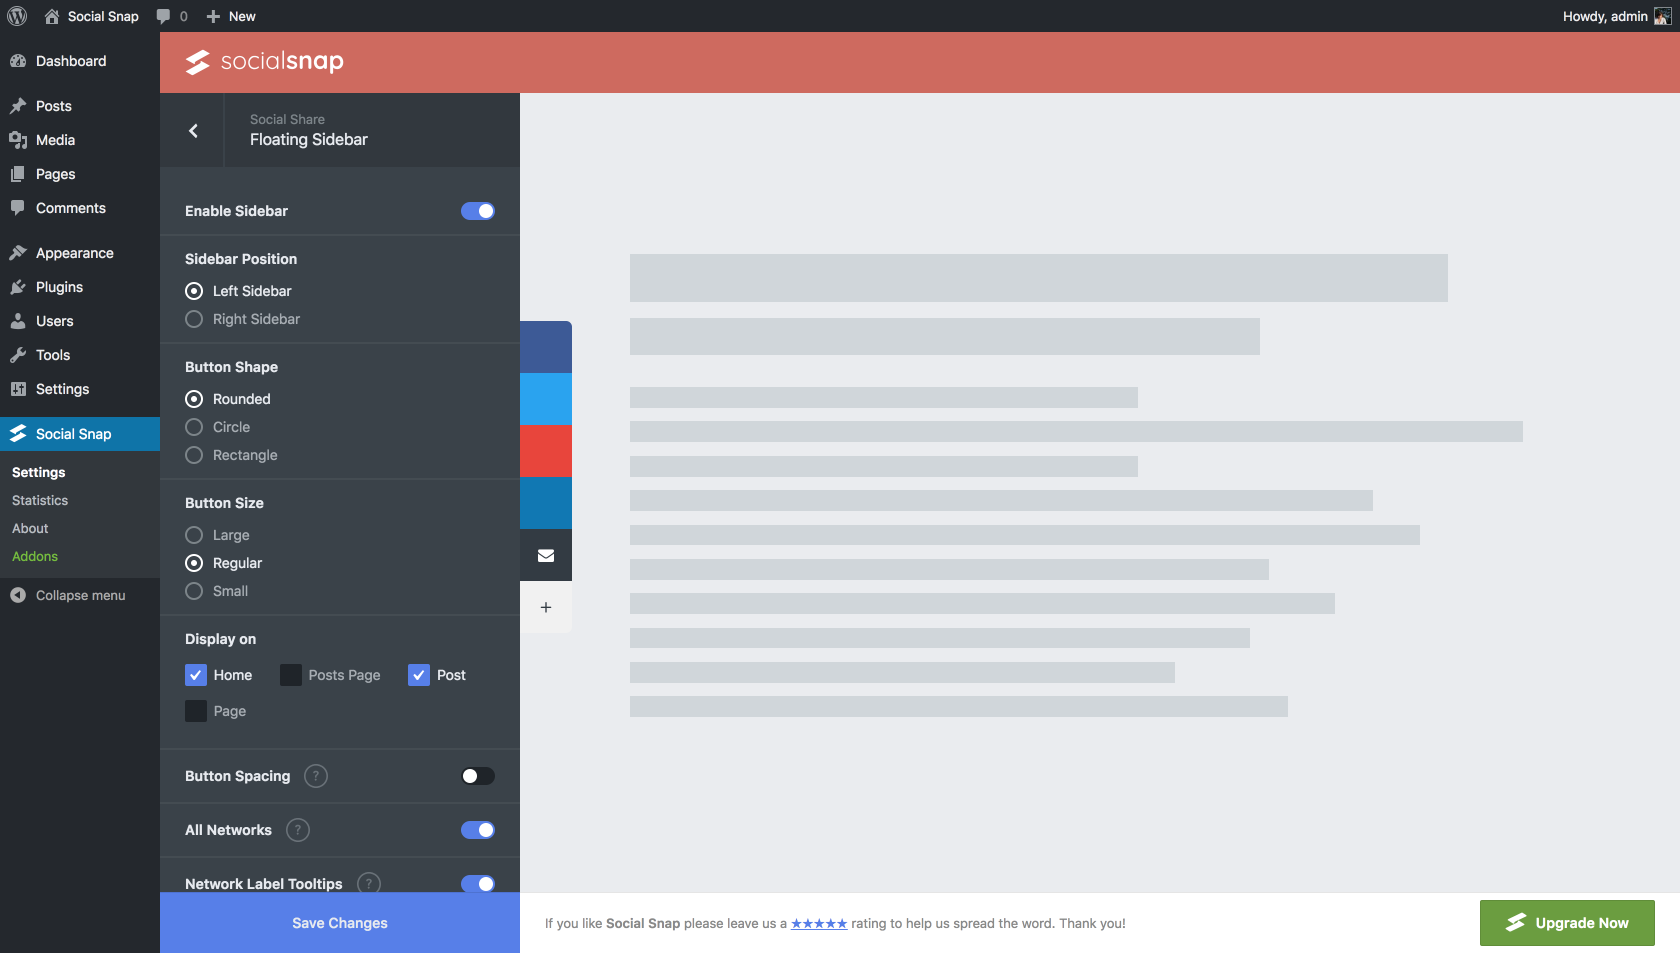 Social Snap
0
New
Howdy, admin
Dashboard
Posts
Media
Pages
Comments
Appearance
Plugins
Users
Tools
Settings
Social Snap
Settings
Statistics
About
Addons
Collapse menu
socialsnap
Social Share
Floating Sidebar
Enable Sidebar
Sidebar Position
Left Sidebar
Right Sidebar
Button Shape
Rounded
Circle
Rectangle
Button Size
Large
Regular
Small
Display on
Home Posts Page Post
Page
Button Spacing ?
All Networks ?
Network Label Tooltips ?
Save Changes
+
If you like Social Snap please leave us a ★★★★★ rating to help us spread the word. Thank you!
Upgrade Now